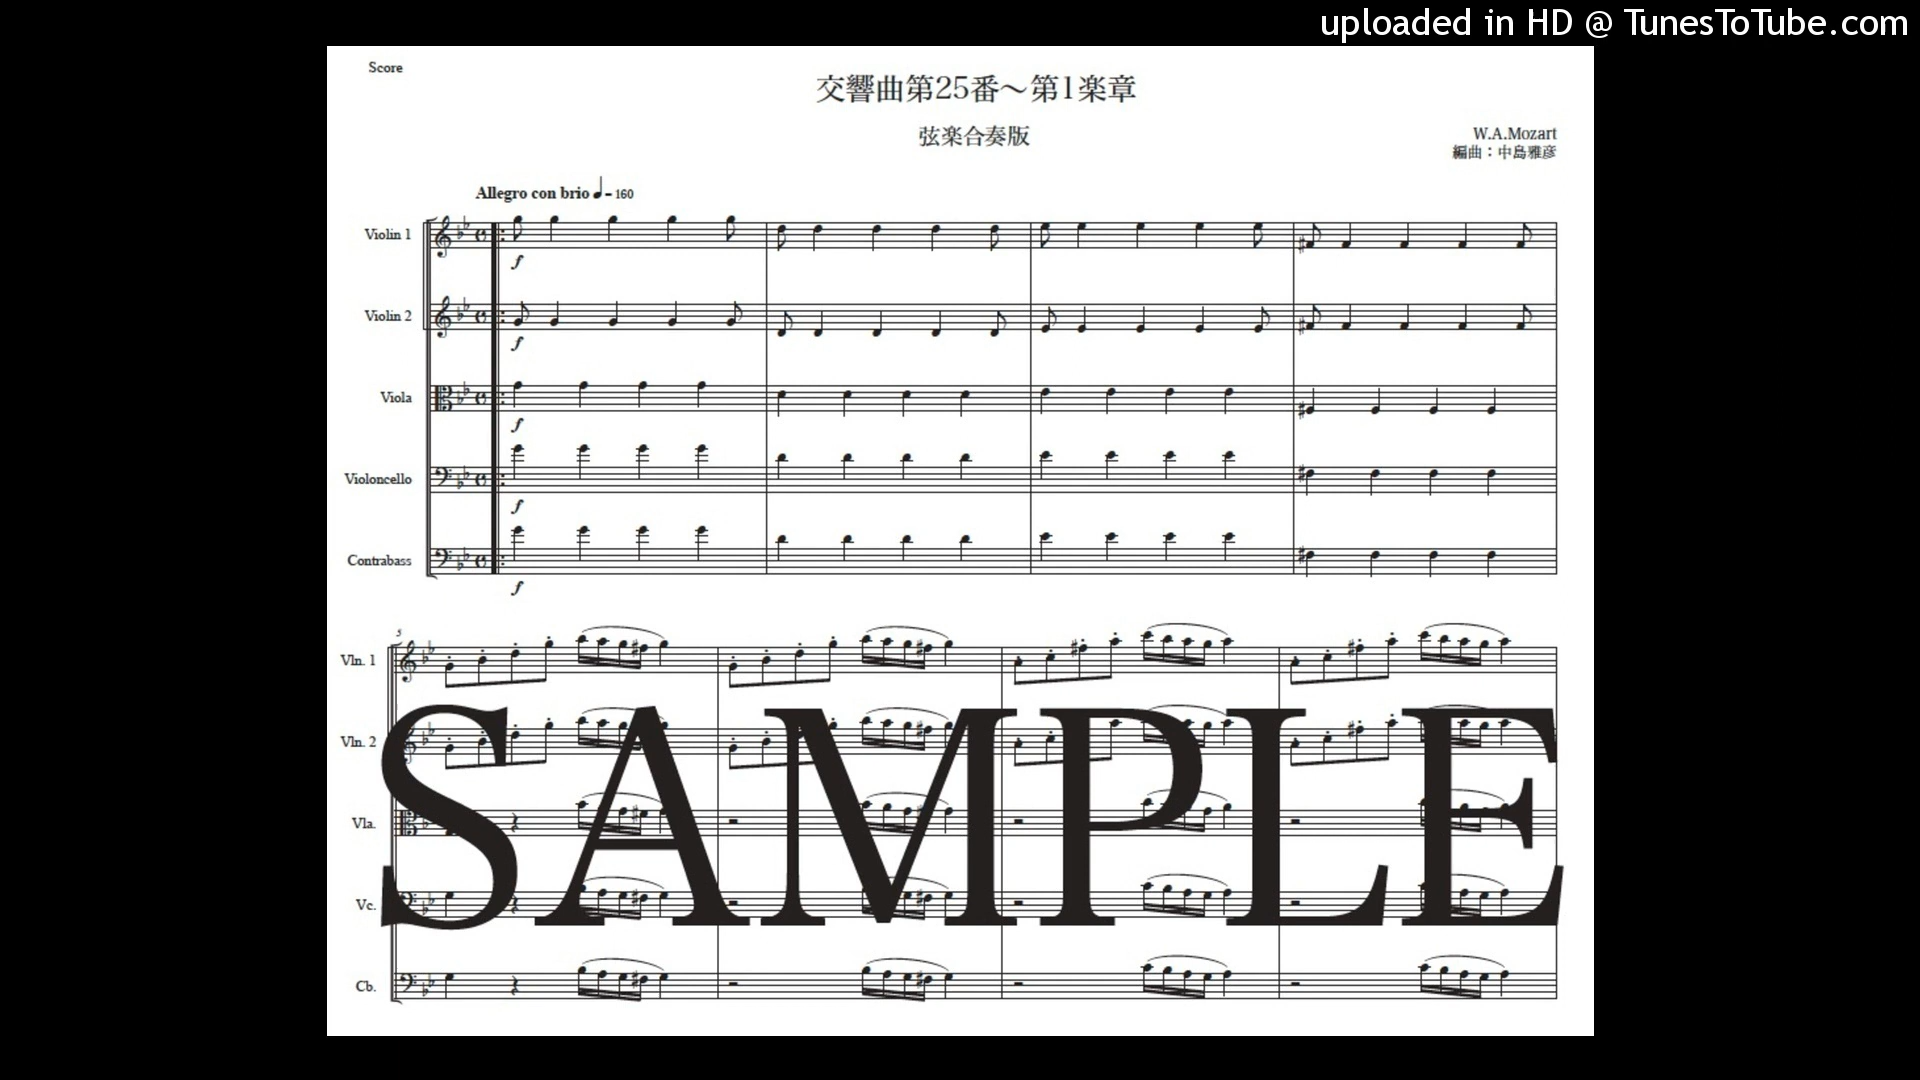 uploaded in HD @ TunesToTube.com
Score
交響曲第25番～第1楽章
弦楽合奏版
W.A.Mozart
編曲：中島雅彦
Allegro con brio ♩= 160
Violin 1
f
Violin 2
f
Viola
f
Violoncello
f
Contrabass
f
5
Vln. 1
Vln. 2
SAMPLE
Vla.
Vc.
Cb.